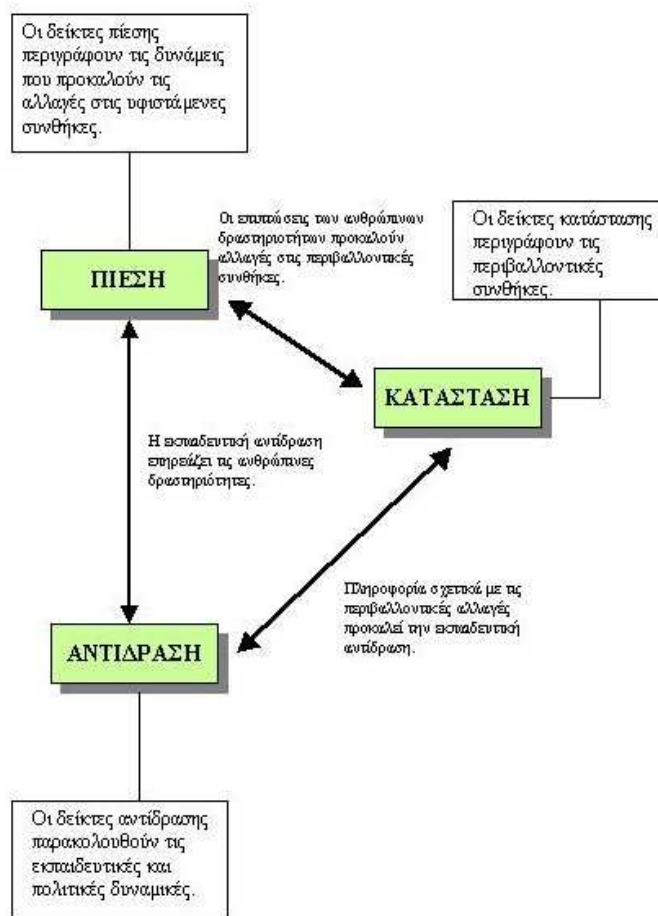 Οι δείκτες πίεσης
περιγράφουν τις δυνάμεις
που προκαλούν τις
αλλαγές στις υφιστάμενες
συνθήκες.
Οι επιπτώσεις των ανθρώπινων
δραστηριοτήτων προκαλούν
αλλαγές στις περιβαλλοντικές
συνθήκες.
Οι δείκτες κατάστασης
περιγράφουν τις
περιβαλλοντικές
συνθήκες.
ΠΙΕΣΗ
ΚΑΤΑΣΤΑΣΗ
Η εκπαιδευτική αντίδραση
επηρεάζει τις ανθρώπινες
δραστηριότητες.
Πληροφορία σχετικά με τις
περιβαλλοντικές αλλαγές
προκαλεί την εκπαιδευτική
αντίδραση.
ΑΝΤΙΔΡΑΣΗ
Οι δείκτες αντίδρασης
παρακολουθούν τις
εκπαιδευτικές και
πολιτικές δυναμικές.